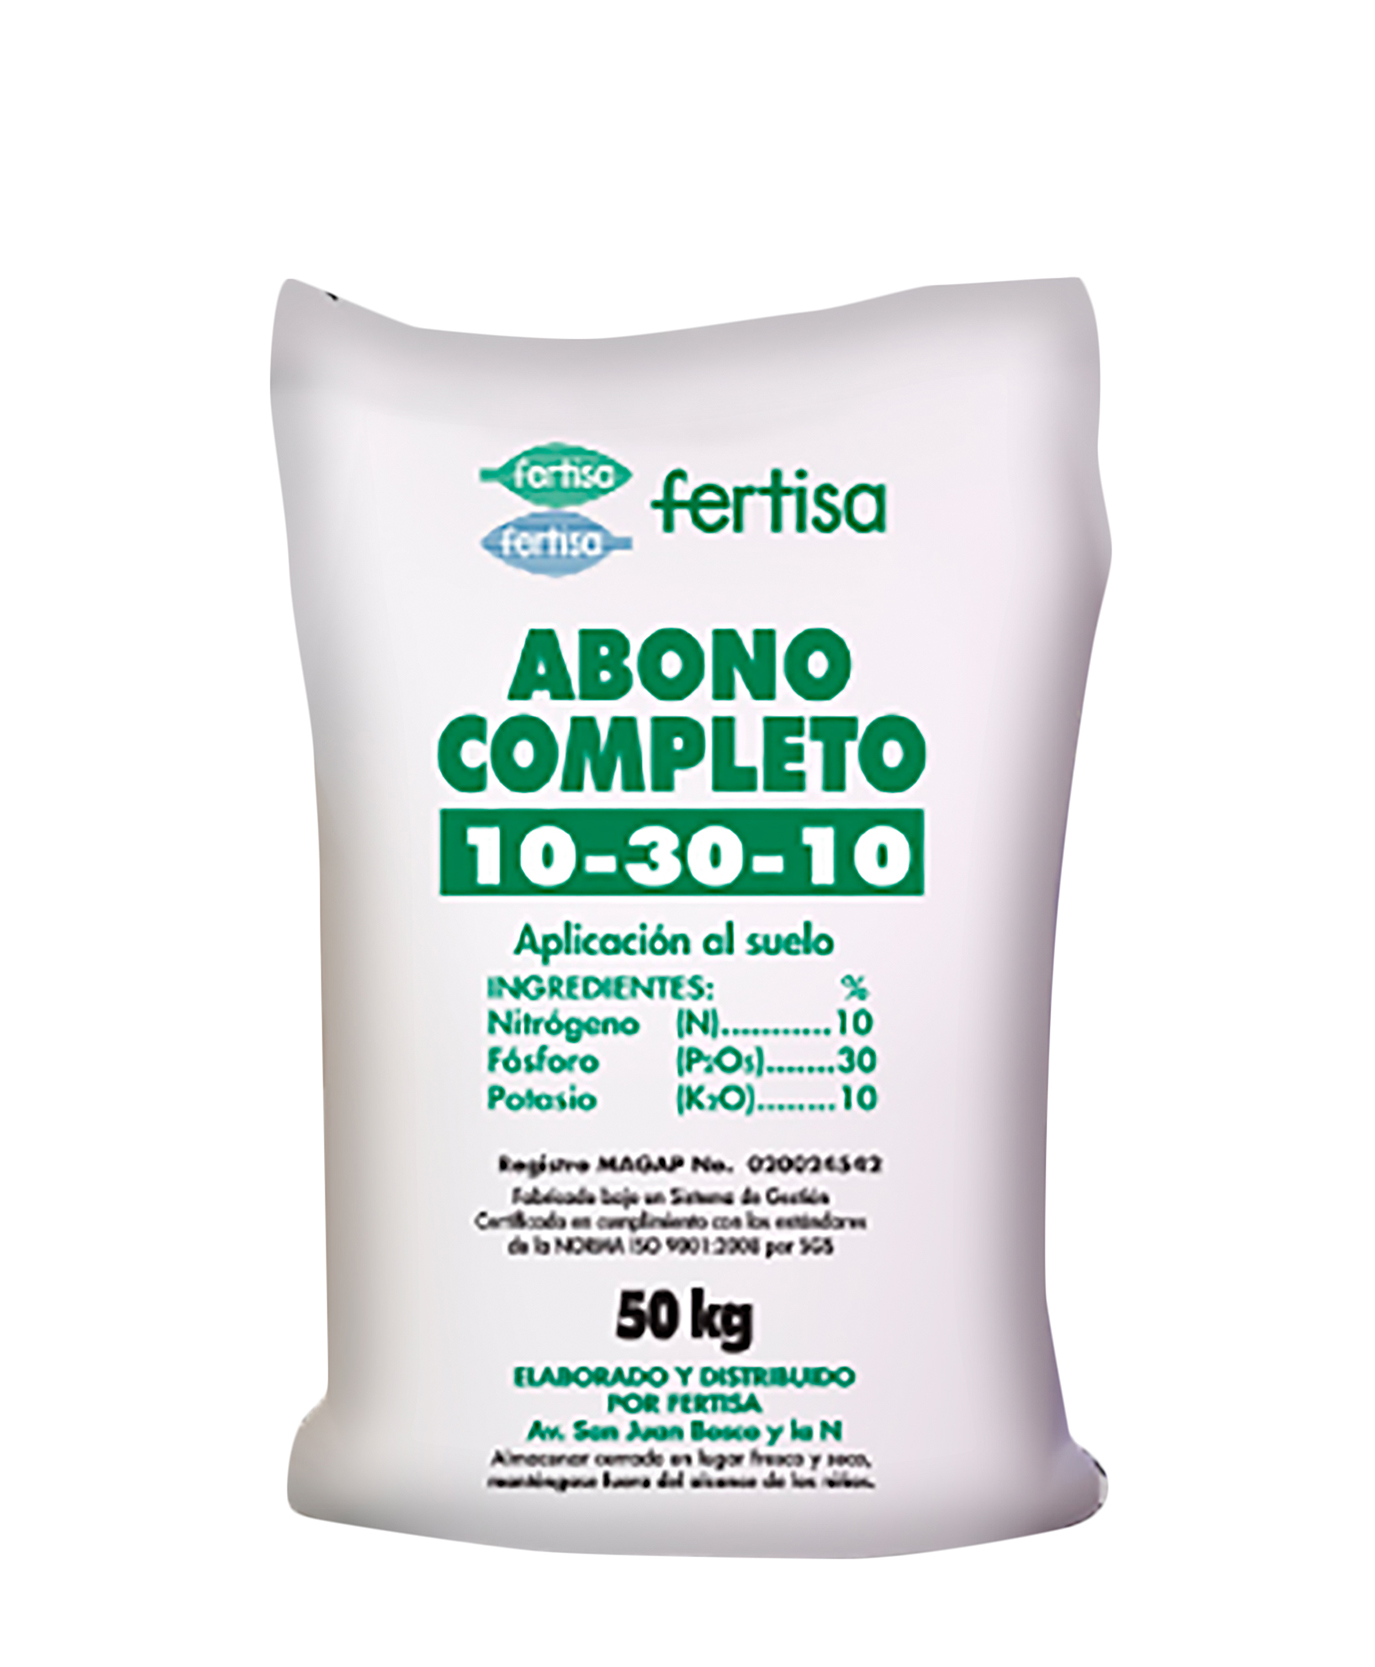 fertisa
fertisa
fertisa
ABONO
COMPLETO
10-30-10
Aplicación al suelo
INGREDIENTES: %
Nitrógeno (N)...........10
Fósforo (P₂O₅).......30
Potasio (K₂O)........10
Registro MAGAP No. 020024542
Fabricado bajo un Sistema de Gestión
Certificada en cumplimiento con los estándares
de la NORMA ISO 9001:2008 por SGS
50 kg
ELABORADO Y DISTRIBUIDO
POR FERTISA
Av. San Juan Bosco y la N
Almacenar cerrado en lugar fresco y seco,
manténgase fuera del alcance de los niños.